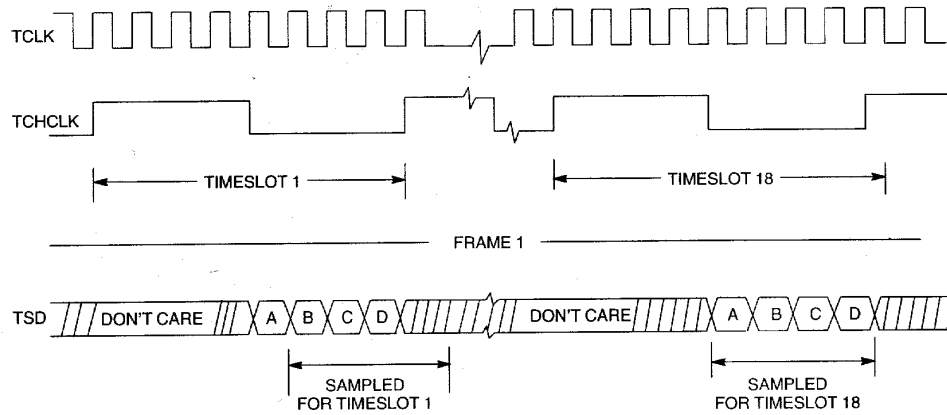 TCLK
TCHCLK
TIMESLOT 1 TIMESLOT 18
FRAME 1
TSD DON'T CARE A B C D DON'T CARE A B C D
SAMPLED
FOR TIMESLOT 1
SAMPLED
FOR TIMESLOT 18